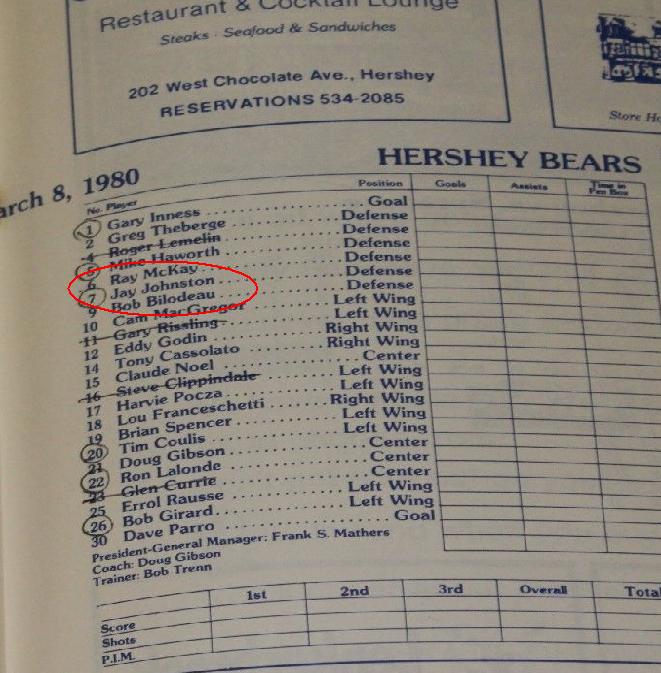 Restaurant & Cocktail Lounge
Steaks · Seafood & Sandwiches
202 West Chocolate Ave., Hershey
RESERVATIONS 534-2085
Store
HERSHEY BEARS
March 8, 1980
No. Player Position Goals Assists Time in Pen Box
1 Gary Inness Goal
2 Greg Theberge Defense
4 Roger Lemelin Defense
5 Mike Haworth Defense
6 Ray McKay Defense
7 Jay Johnston Defense
9 Bob Bilodeau Defense
10 Cam MacGregor Left Wing
11 Gary Rissling Left Wing
12 Eddy Godin Right Wing
14 Tony Cassolato Right Wing
15 Claude Noel Center
16 Steve Clippindale Left Wing
17 Harvie Pocza Left Wing
18 Lou Franceschetti Right Wing
19 Brian Spencer Left Wing
20 Tim Coulis Left Wing
21 Doug Gibson Center
22 Ron Lalonde Center
23 Glen Currie Center
25 Errol Rausse Left Wing
26 Bob Girard Left Wing
30 Dave Parro Goal
President-General Manager: Frank S. Mathers
Coach: Doug Gibson
Trainer: Bob Trenn
1st 2nd 3rd Overall Total
Score
Shots
P.I.M.